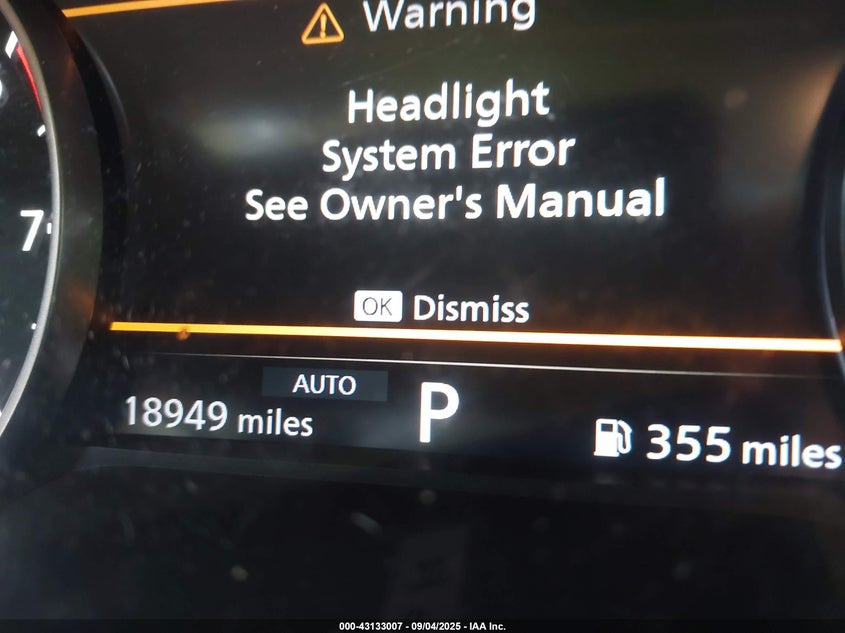 Warning
Headlight
System Error
See Owner's Manual
OK Dismiss
7
AUTO
18949 miles
P
355 miles
000-43133007 - 09/04/2025 - IAA Inc.